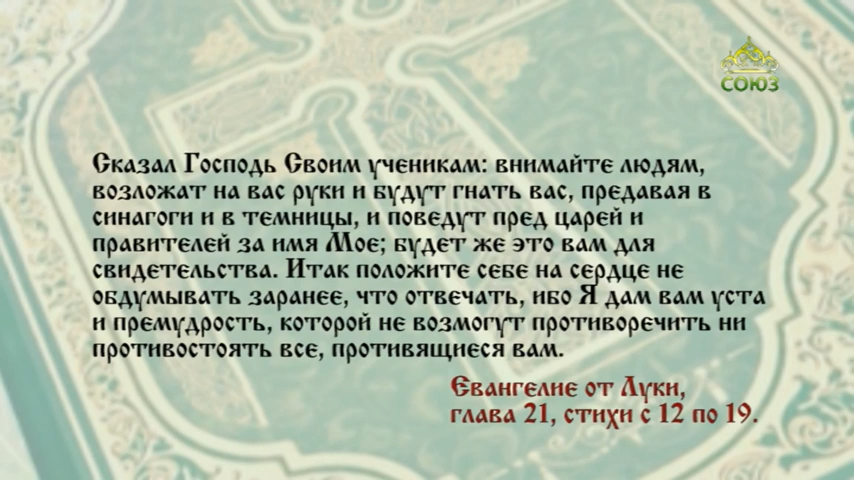 СОЮЗ
Сказал Господь Своим ученикам: внимайте людям,
возложат на вас руки и будут гнать вас, предавая в
синагоги и в темницы, и поведут пред царей и
правителей за имя Мое; будет же это вам для
свидетельства. Итак положите себе на сердце не
обдумывать заранее, что отвечать, ибо Я дам вам уста
и премудрость, которой не возмогут противоречить ни
противостоять все, противящиеся вам.
Евангелие от Луки,
глава 21, стихи с 12 по 19.